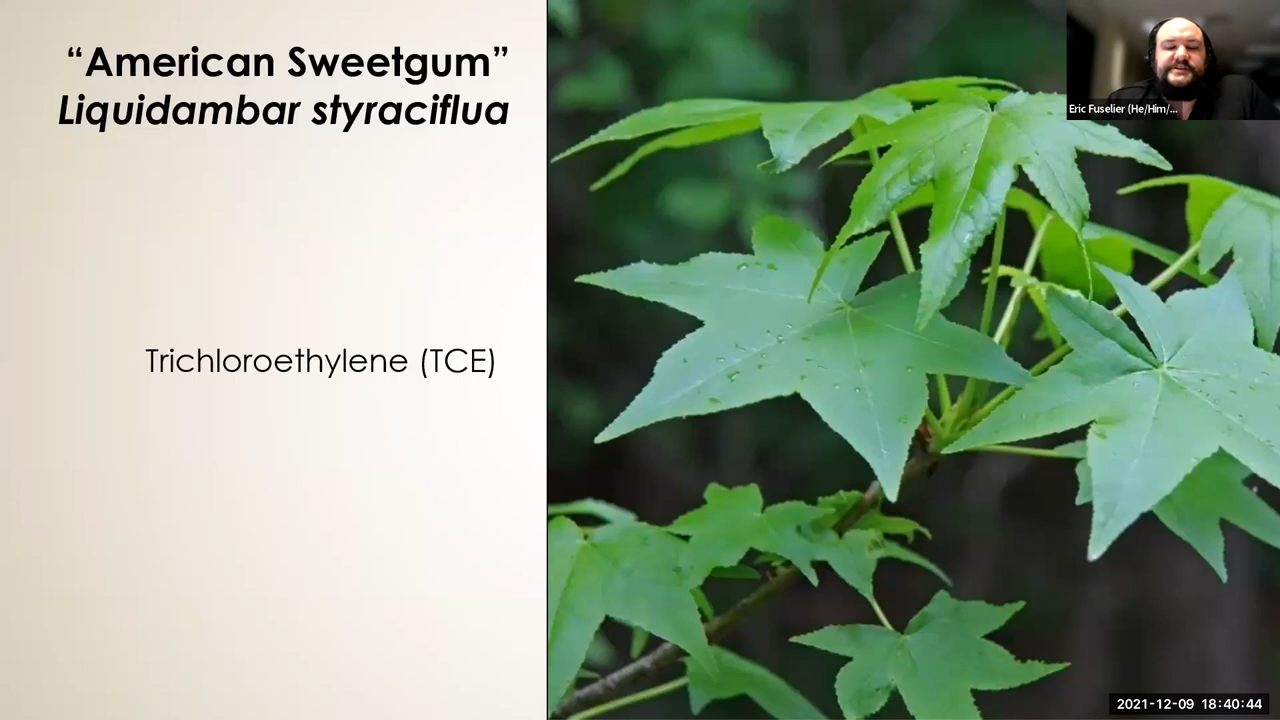 “American Sweetgum”
Liquidambar styraciflua
Trichloroethylene (TCE)
Eric Fuselier (He/Him/...
2021-12-09 18:40:44